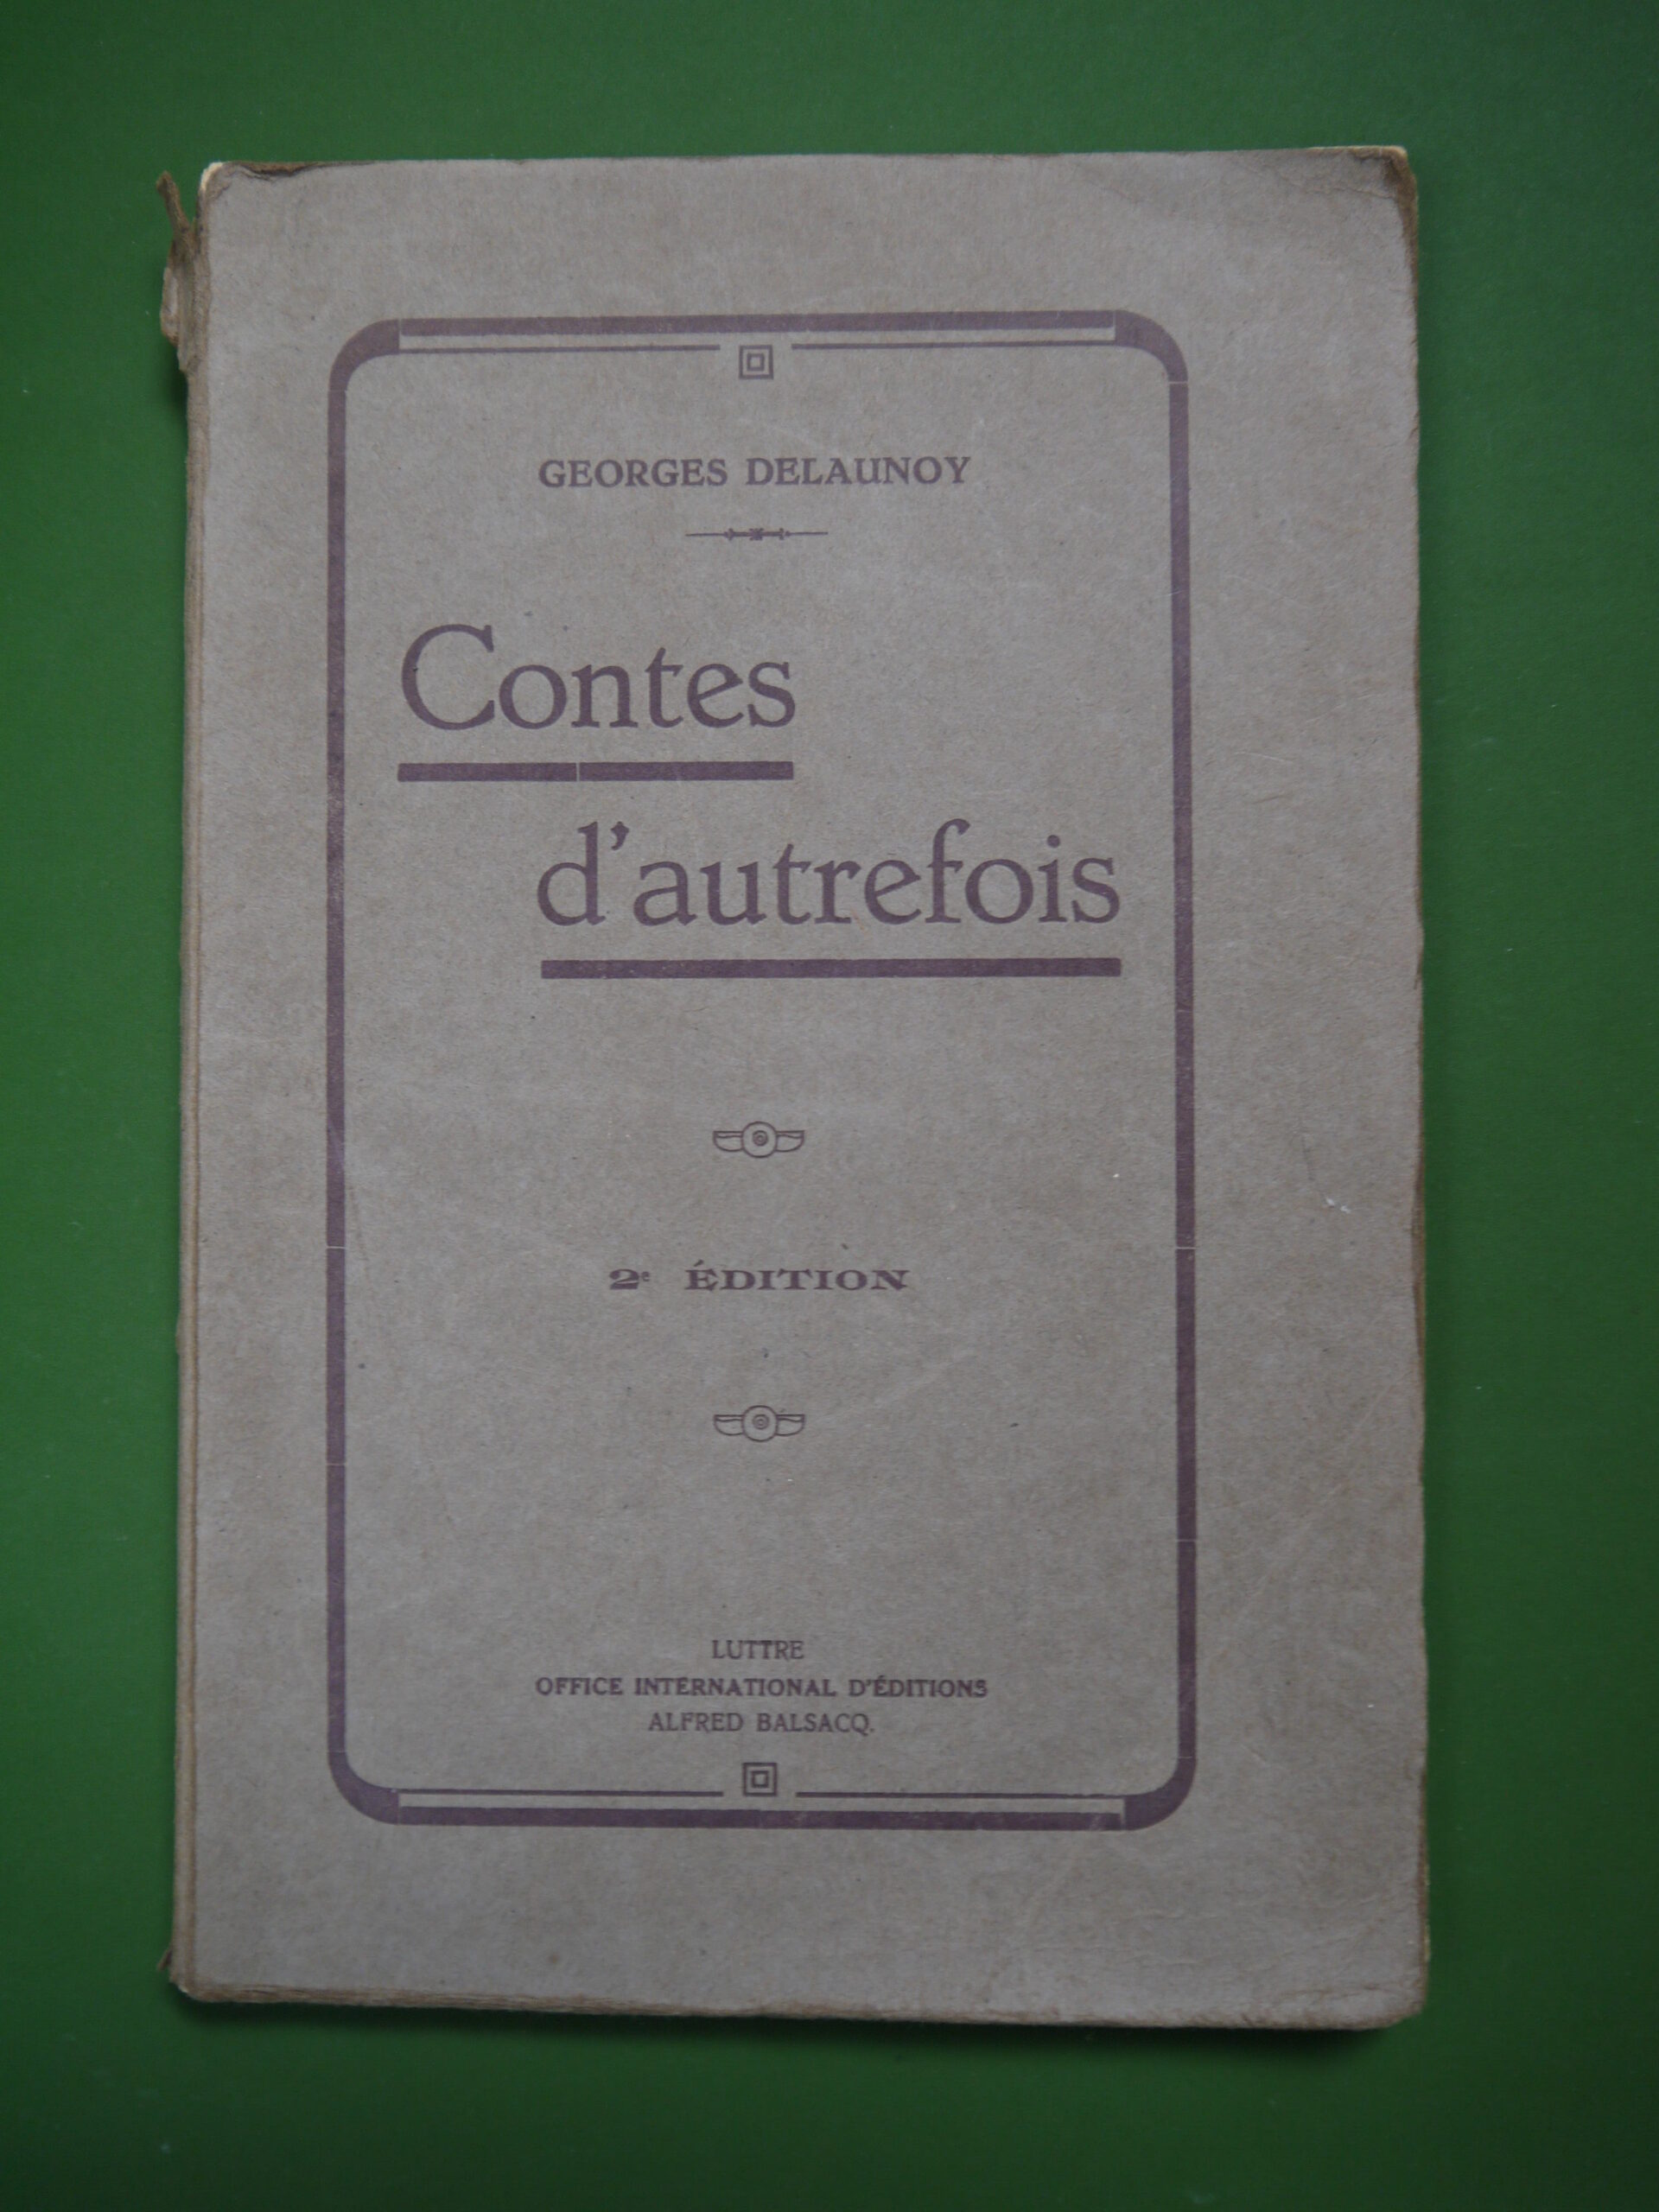 GEORGES DELAUNOY
Contes
d'autrefois
2e ÉDITION
LUTTRE
OFFICE INTERNATIONAL D'ÉDITIONS
ALFRED BALSACQ.